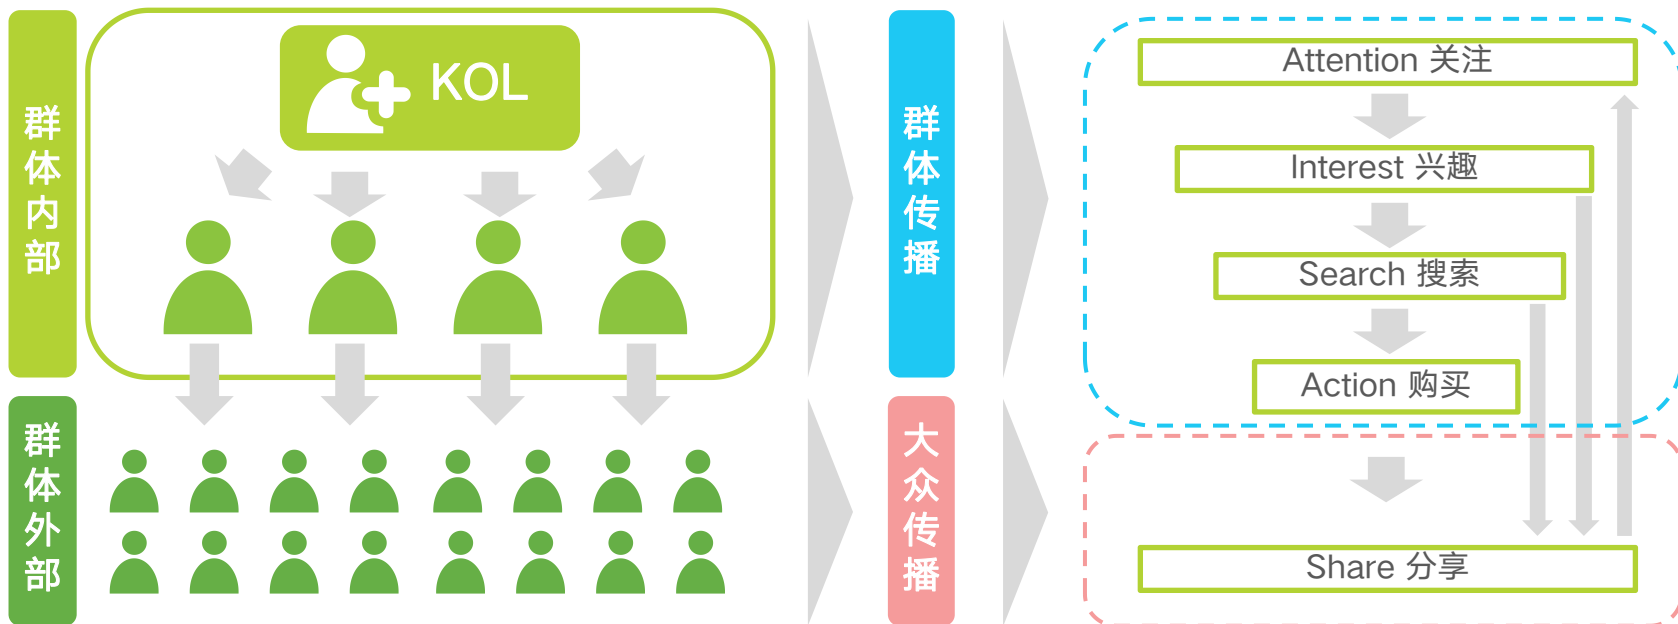 群体内部
KOL
群体外部
群体传播
大众传播
Attention 关注
Interest 兴趣
Search 搜索
Action 购买
Share 分享